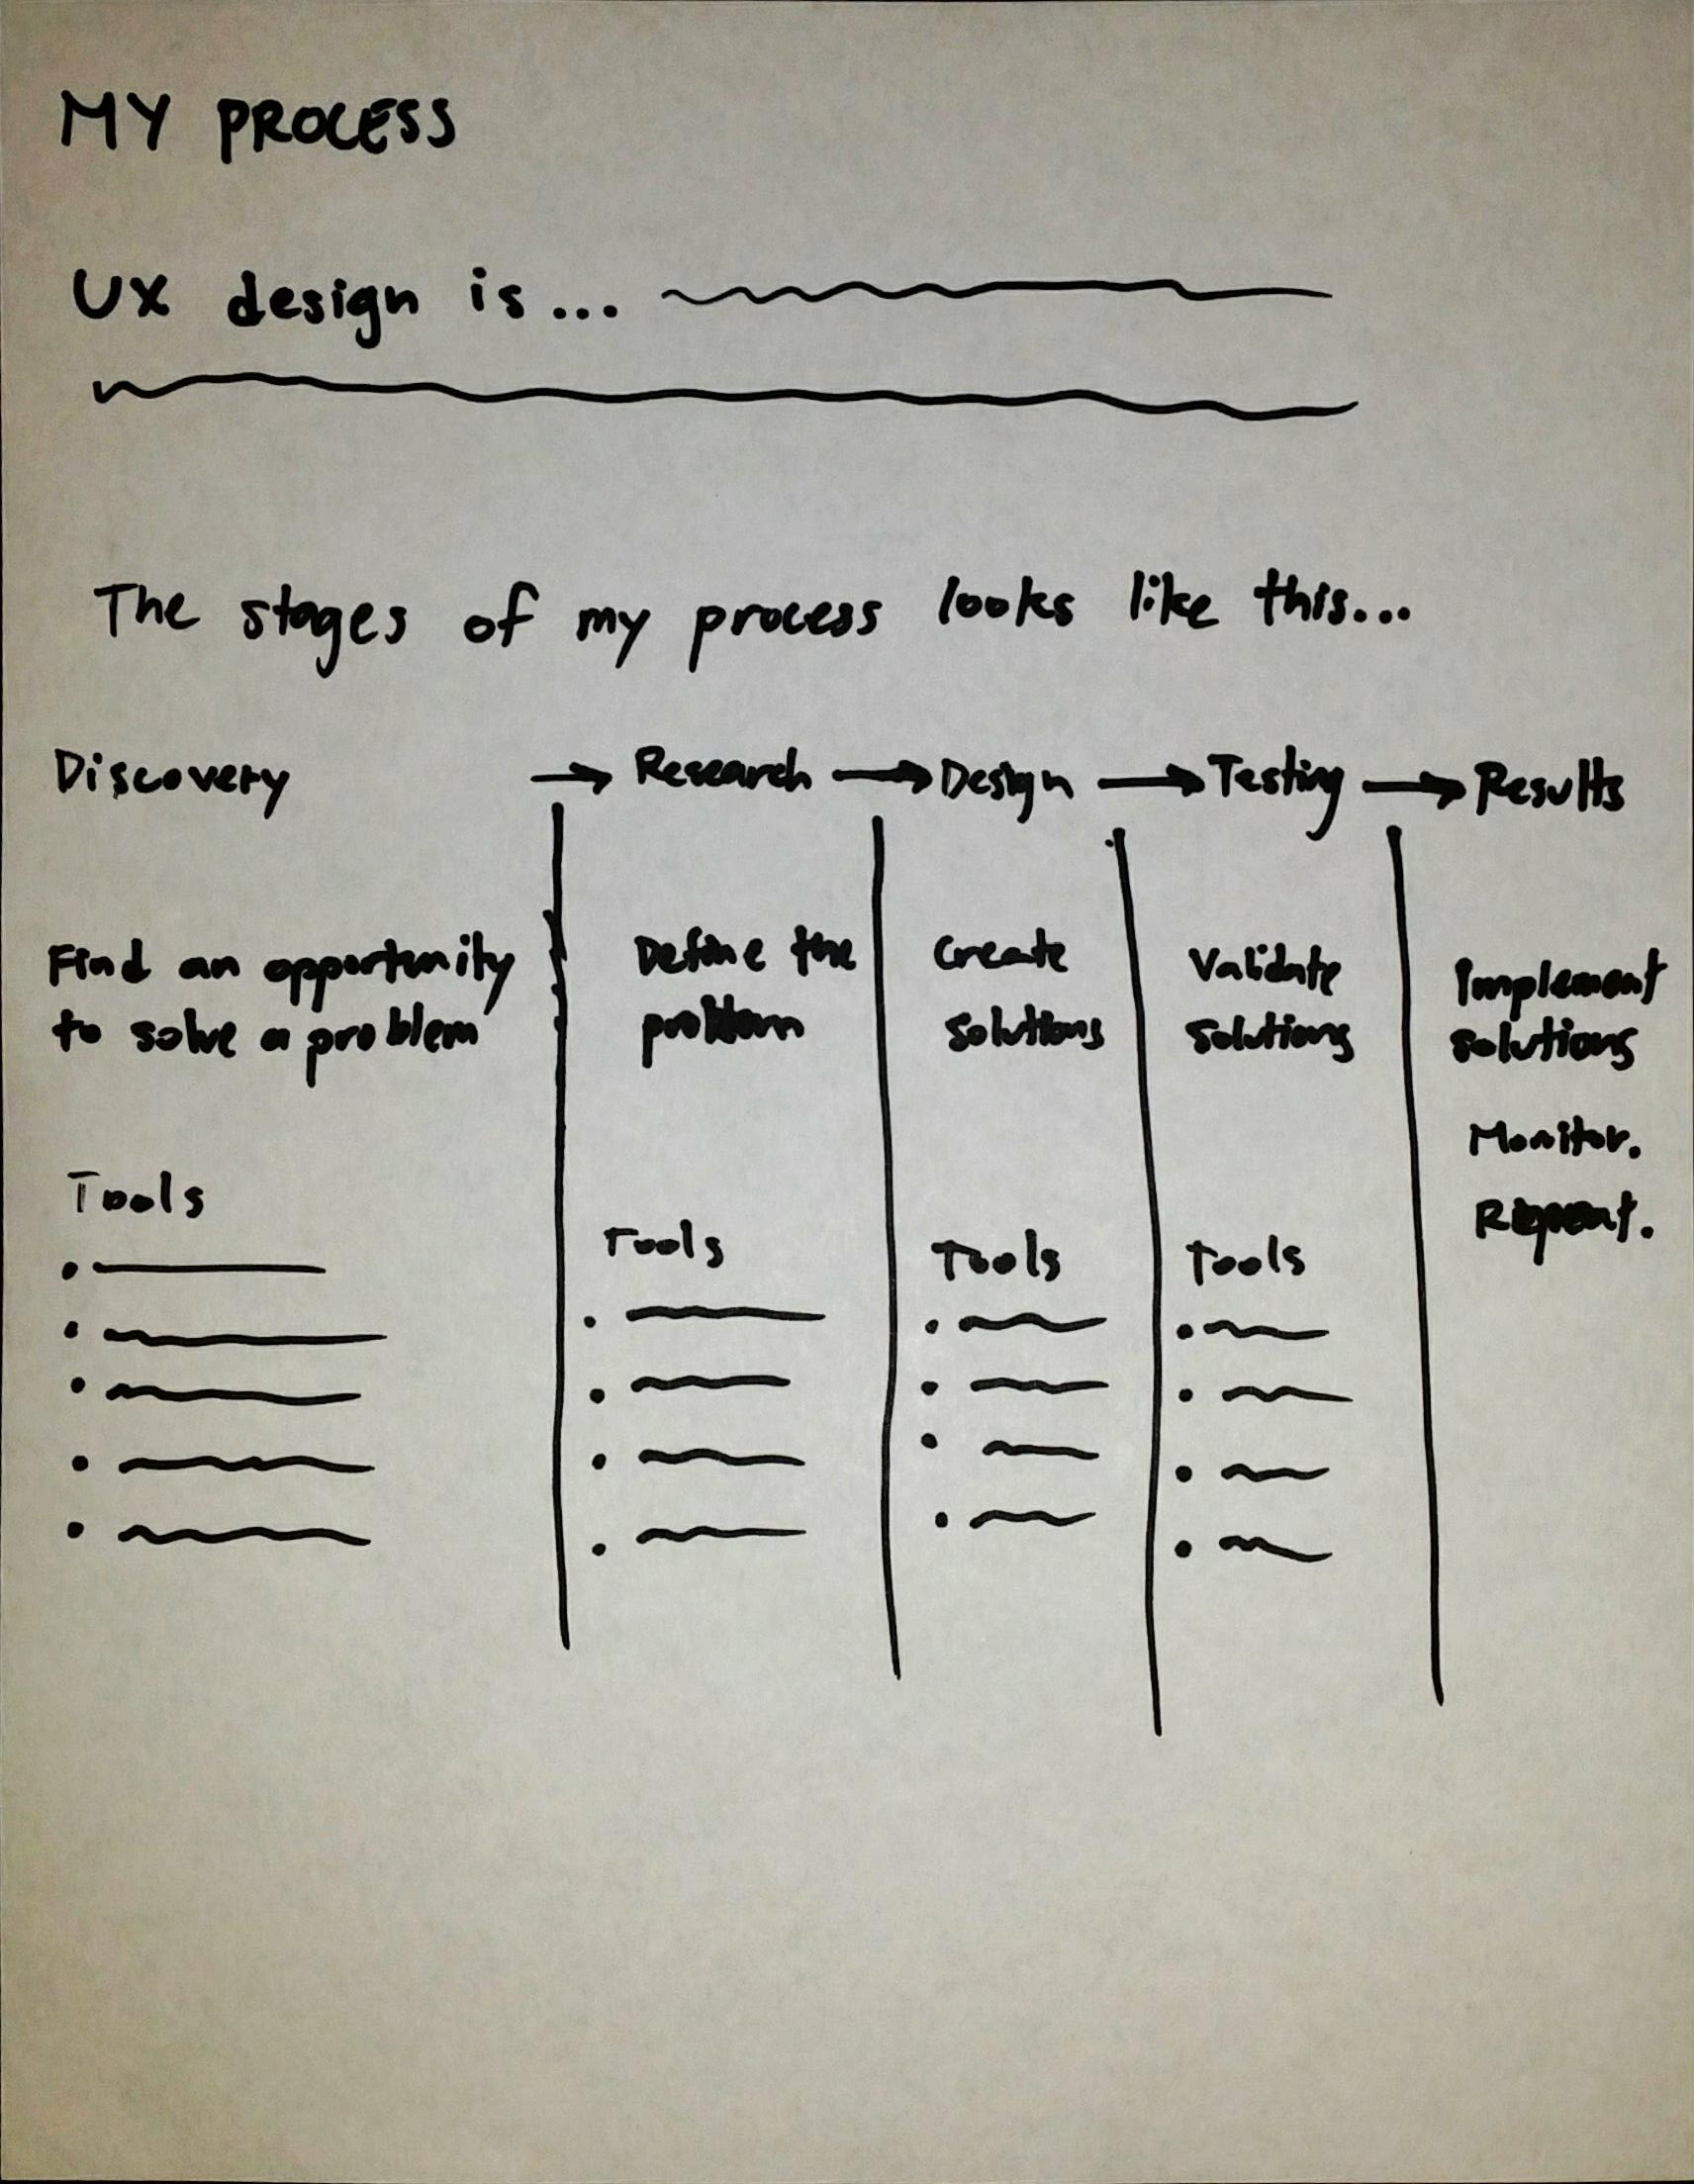 MY PROCESS
UX design is...
The stages of my process looks like this...
Discovery → Research → Design → Testing → Results
Find an opportunity
to solve a problem
Tools
Define the
problem
Tools
Create
solutions
Tools
Validate
solutions
Tools
Implement
solutions
Monitor.
Repeat.